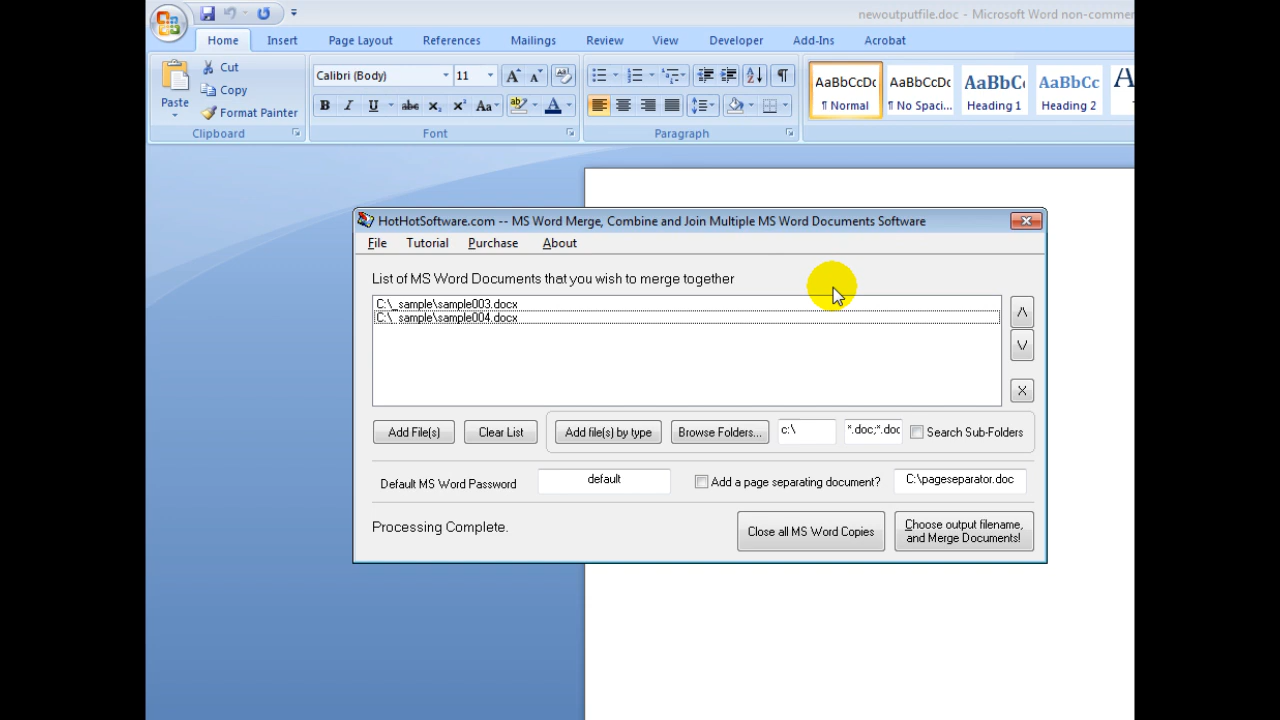 newoutputfile.doc - Microsoft Word non-comme
Home Insert Page Layout References Mailings Review View Developer Add-Ins Acrobat
Paste
Cut
Copy
Format Painter
Clipboard
Calibri (Body) 11
B I U abc x₂ x² Aa
Font
Paragraph
AaBbCcDc AaBbCcDc AaBbC AaBbCc
¶ Normal ¶ No Spaci... Heading 1 Heading 2
HotHotSoftware.com -- MS Word Merge, Combine and Join Multiple MS Word Documents Software
File Tutorial Purchase About
List of MS Word Documents that you wish to merge together
C:\_sample\sample003.docx
C:\_sample\sample004.docx
Add File(s) Clear List Add file(s) by type Browse Folders... c:\ *.doc;*.doc Search Sub-Folders
Default MS Word Password default Add a page separating document? C:\pageseparator.doc
Processing Complete.
Close all MS Word Copies
Choose output filename,
and Merge Documents!